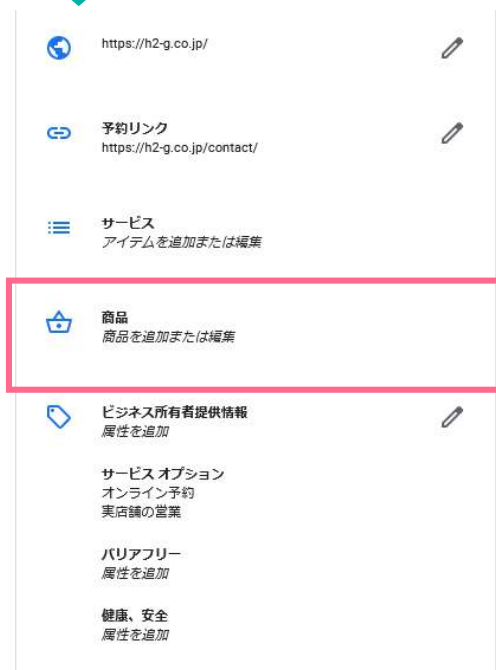 https://h2-g.co.jp/
予約リンク
https://h2-g.co.jp/contact/
サービス
アイテムを追加または編集
商品
商品を追加または編集
ビジネス所有者提供情報
属性を追加
サービス オプション
オンライン予約
実店舗の営業
バリアフリー
属性を追加
健康、安全
属性を追加